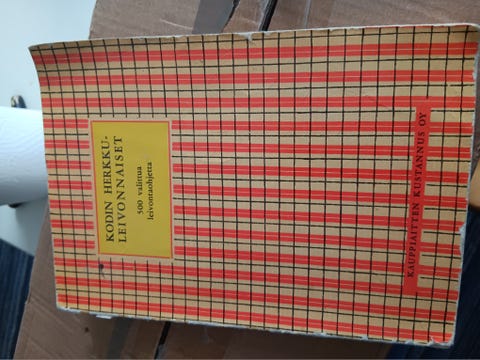 KODIN HERKKU-
LEIVONNAISET
500 valittua
leivontaohjetta
KAUPPIAITTEN KUSTANNUS OY